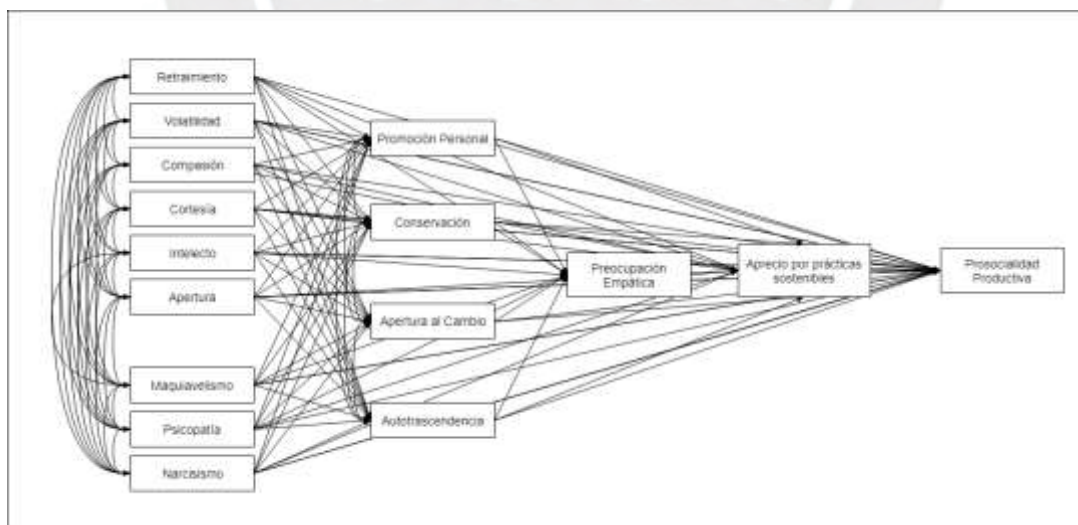 Retraimiento
Volatilidad
Compasión
Cortesía
Intelecto
Apertura
Maquiavelismo
Psicopatía
Narcisismo
Promoción Personal
Conservación
Apertura al Cambio
Autotrascendencia
Preocupación
Empática
Aprecio por prácticas
sostenibles
Prosocialidad
Productiva